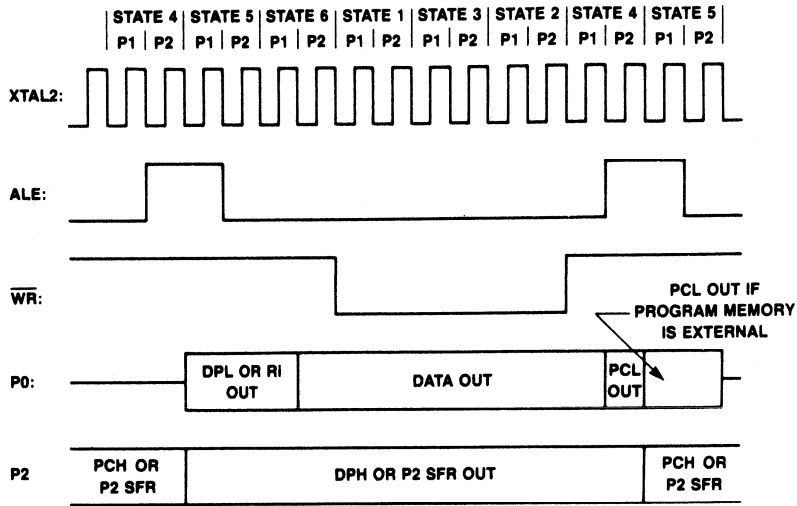 STATE 4 STATE 5 STATE 6 STATE 1 STATE 3 STATE 2 STATE 4 STATE 5
P1 P2 P1 P2 P1 P2 P1 P2 P1 P2 P1 P2 P1 P2 P1 P2
XTAL2:
ALE:
WR:
PCL OUT IF
PROGRAM MEMORY
IS EXTERNAL
P0:
DPL OR RI
OUT
DATA OUT
PCL
OUT
P2
PCH OR
P2 SFR
DPH OR P2 SFR OUT
PCH OR
P2 SFR